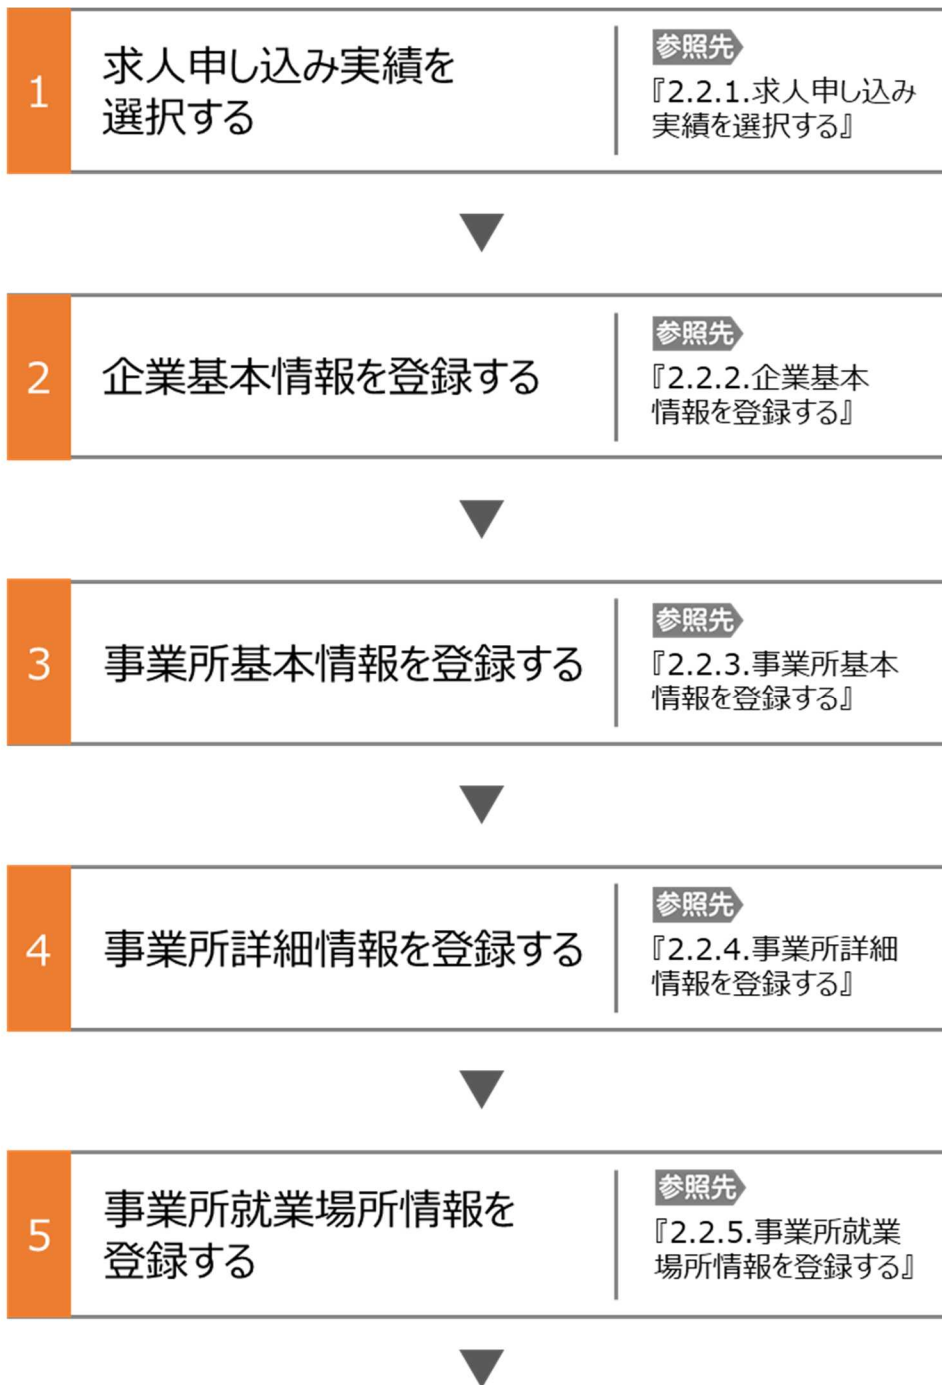 1
求人申し込み実績を
選択する
参照先
『2.2.1.求人申し込み
実績を選択する』
2
企業基本情報を登録する
参照先
『2.2.2.企業基本
情報を登録する』
3
事業所基本情報を登録する
参照先
『2.2.3.事業所基本
情報を登録する』
4
事業所詳細情報を登録する
参照先
『2.2.4.事業所詳細
情報を登録する』
5
事業所就業場所情報を
登録する
参照先
『2.2.5.事業所就業
場所情報を登録する』